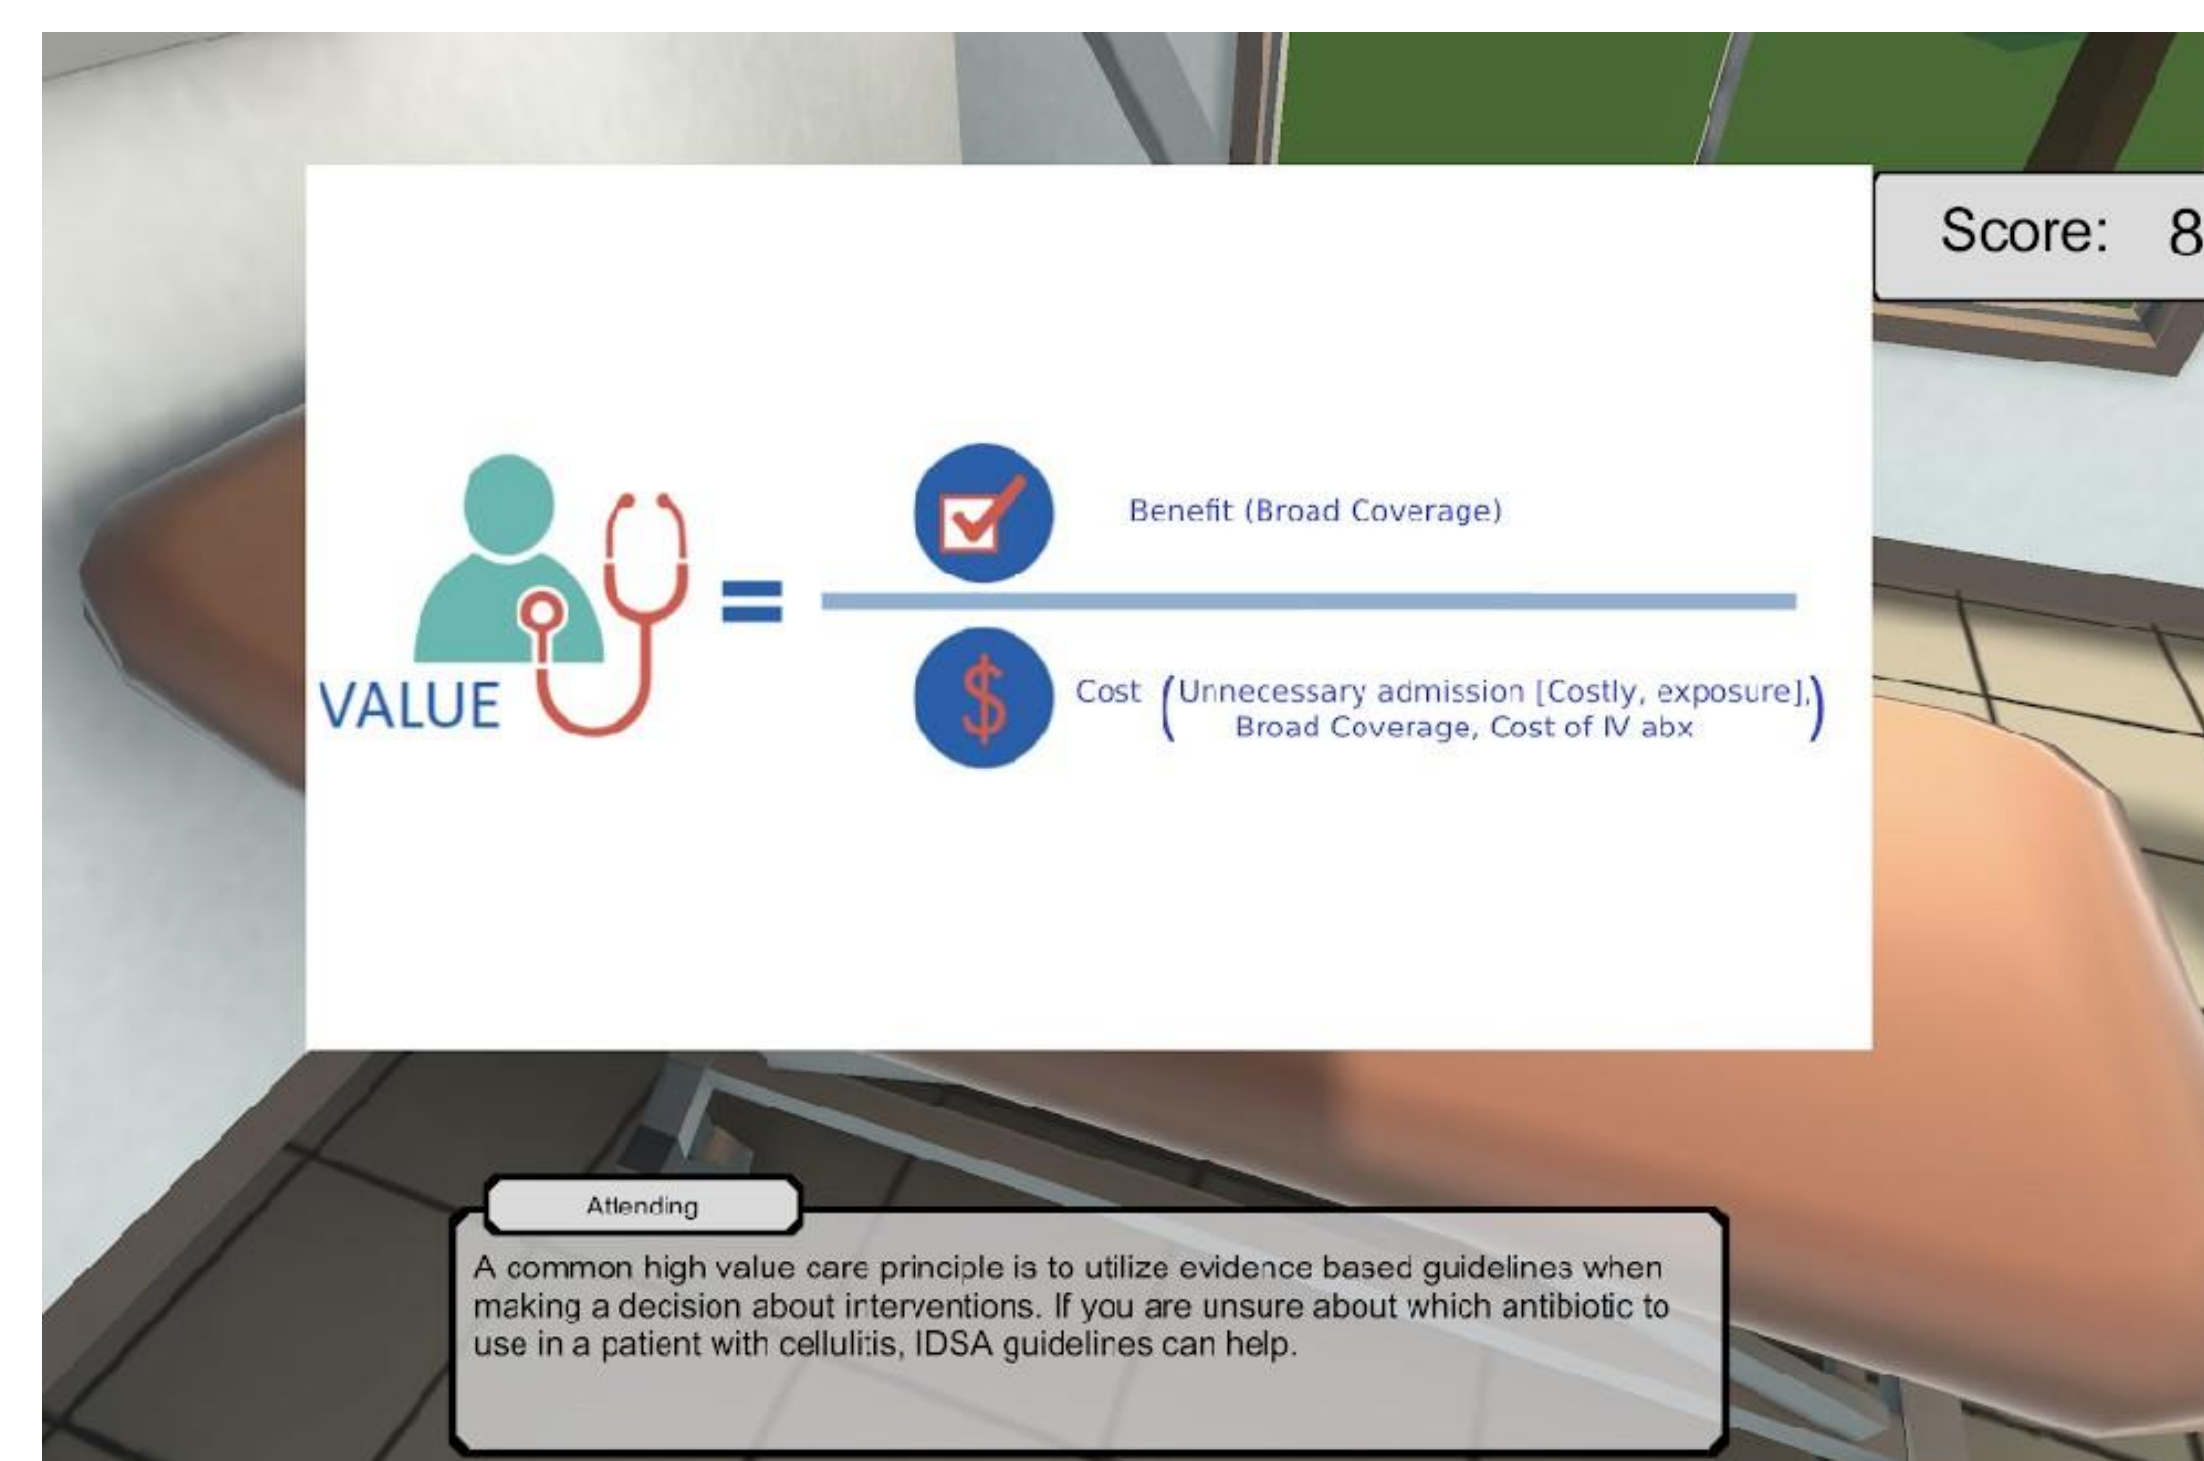 Score: 8
Benefit (Broad Coverage)
VALUE
=
$
Cost (Unnecessary admission [Costly, exposure],
Broad Coverage, Cost of IV abx)
Attending
A common high value care principle is to utilize evidence based guidelines when
making a decision about interventions. If you are unsure about which antibiotic to
use in a patient with cellulitis, IDSA guidelines can help.